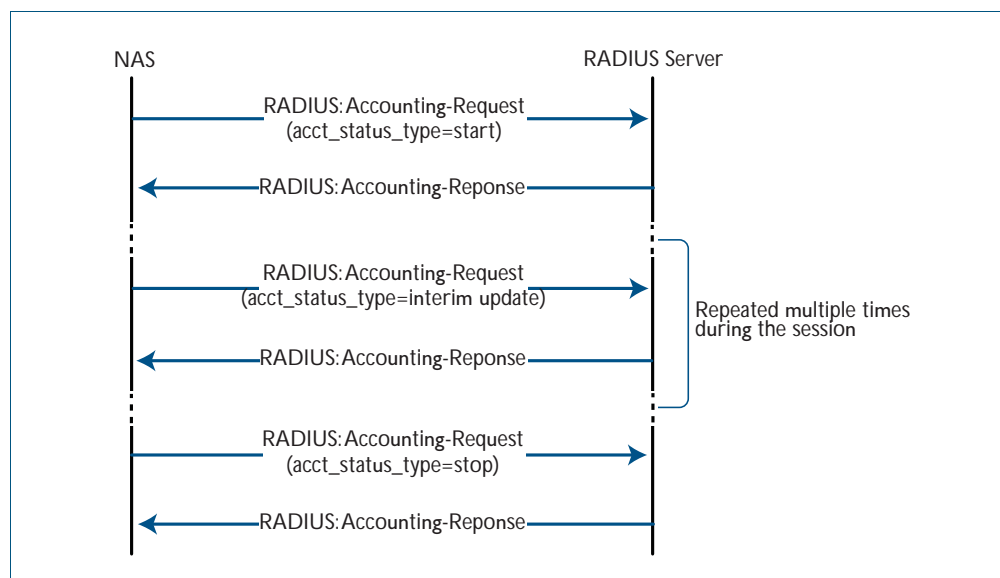 NAS
RADIUS Server
RADIUS: Accounting-Request
(acct_status_type=start)
RADIUS: Accounting-Reponse
RADIUS: Accounting-Request
(acct_status_type=interim update)
Repeated multiple times
during the session
RADIUS: Accounting-Reponse
RADIUS: Accounting-Request
(acct_status_type=stop)
RADIUS: Accounting-Reponse